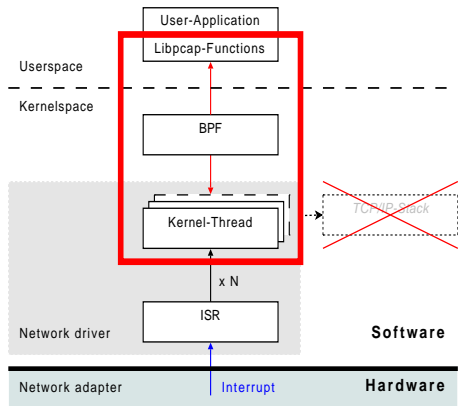 User-Application
Libpcap-Functions
Userspace
Kernelspace
BPF
TCP/IP-Stack
Kernel-Thread
x N
ISR
Network driver
Software
Network adapter
Interrupt
Hardware